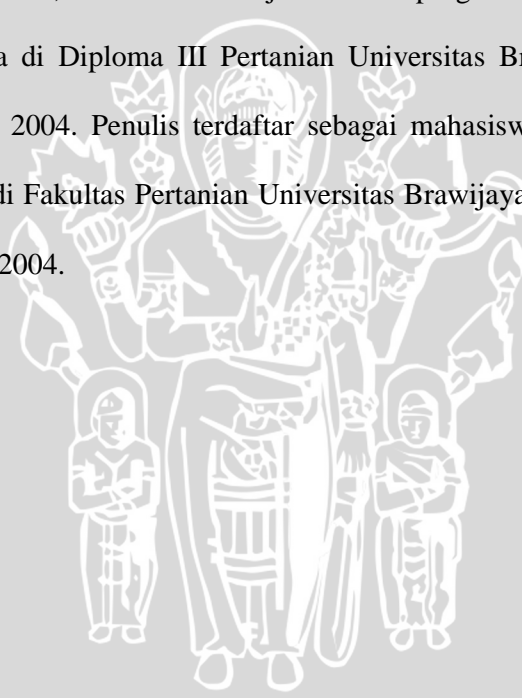 a di Diploma III Pertanian Universitas Br
2004. Penulis terdaftar sebagai mahasisw
di Fakultas Pertanian Universitas Brawijaya
2004.